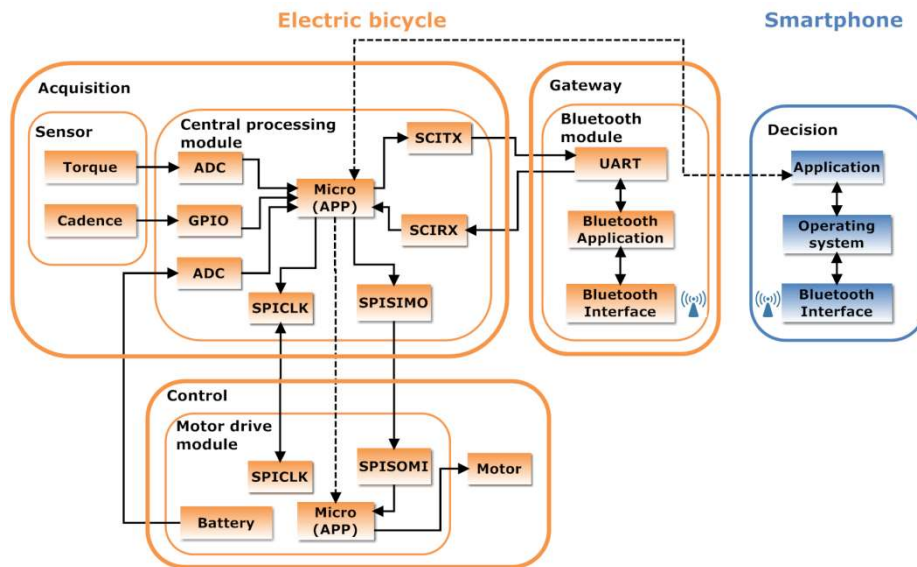 Electric bicycle
Smartphone
Acquisition
Sensor
Torque
Cadence
Central processing
module
ADC
GPIO
ADC
Micro
(APP)
SCITX
SCIRX
SPICLK
SPISIMO
Gateway
Bluetooth
module
UART
Bluetooth
Application
Bluetooth
Interface
Decision
Application
Operating
system
Bluetooth
Interface
Control
Motor drive
module
SPICLK
SPISOMI
Battery
Micro
(APP)
Motor